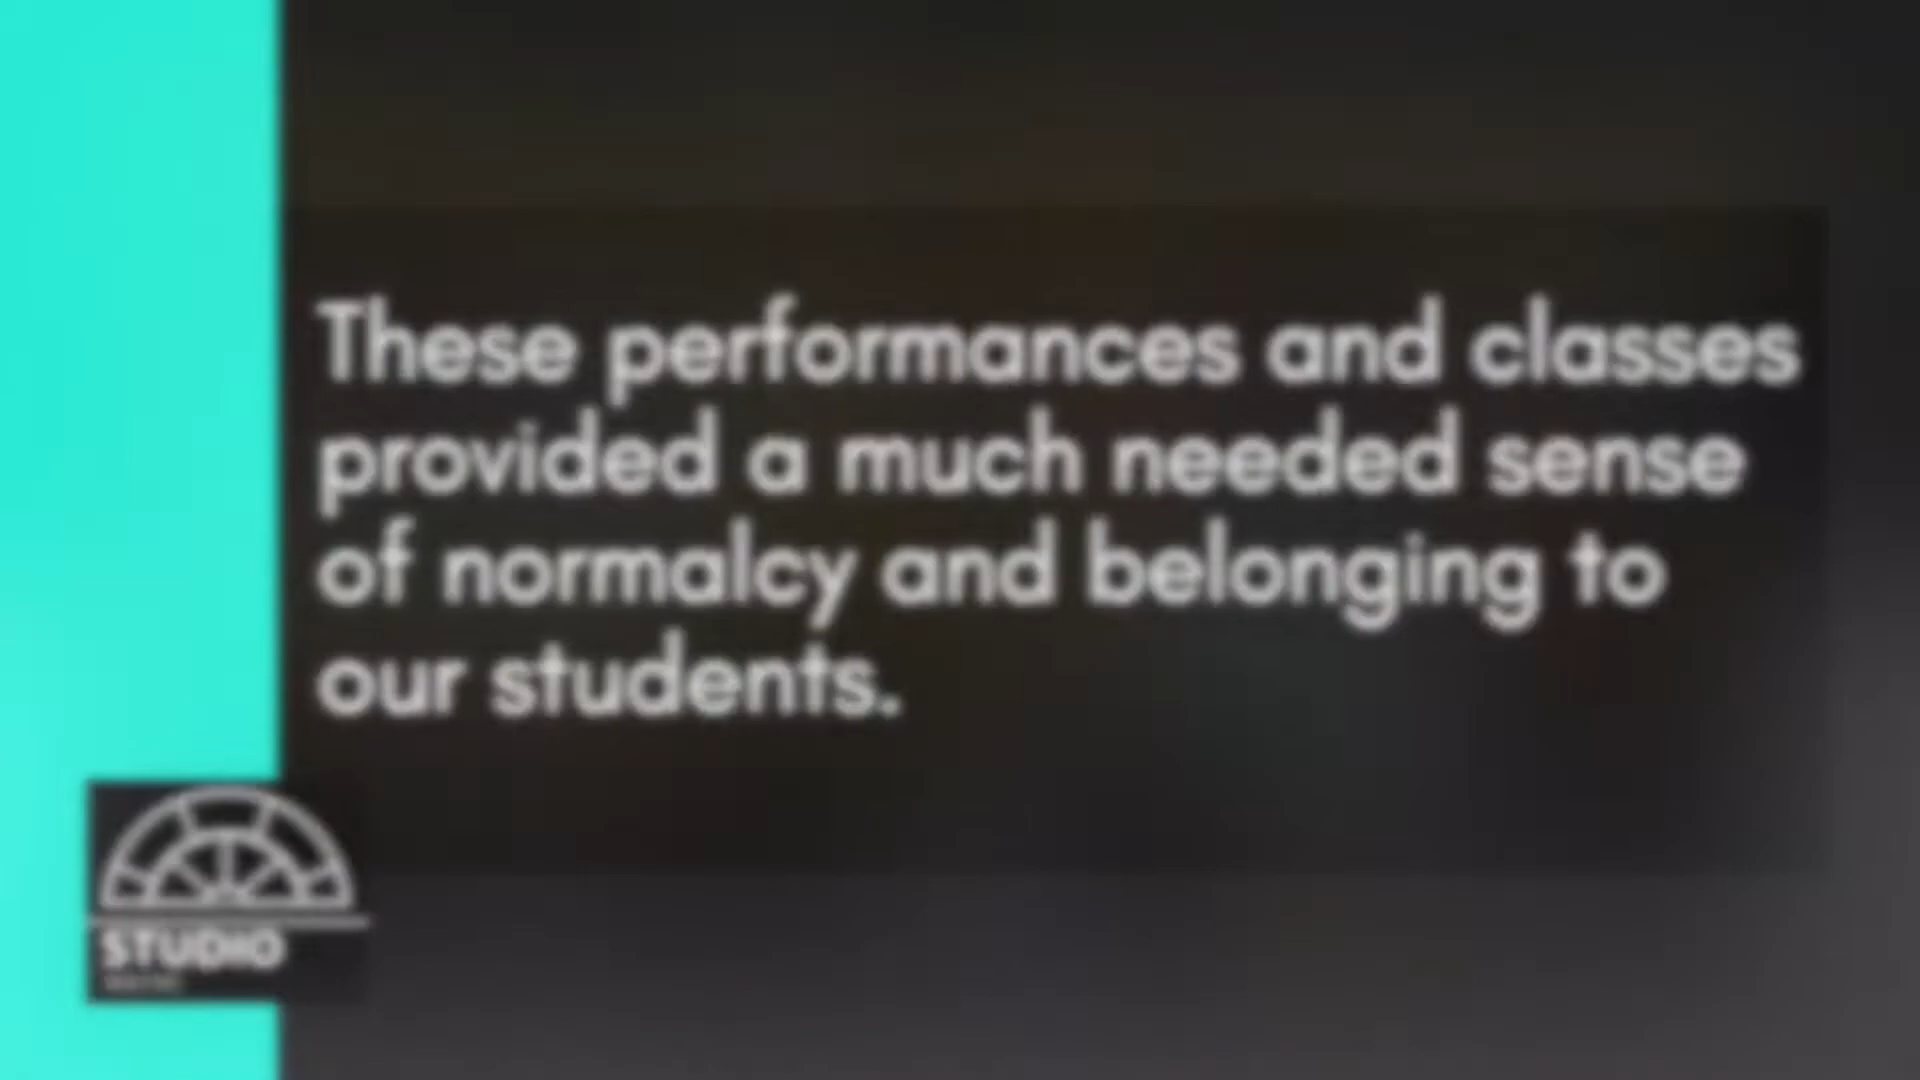 These performances and classes
provided a much needed sense
of normalcy and belonging to
our students.
STUDIO